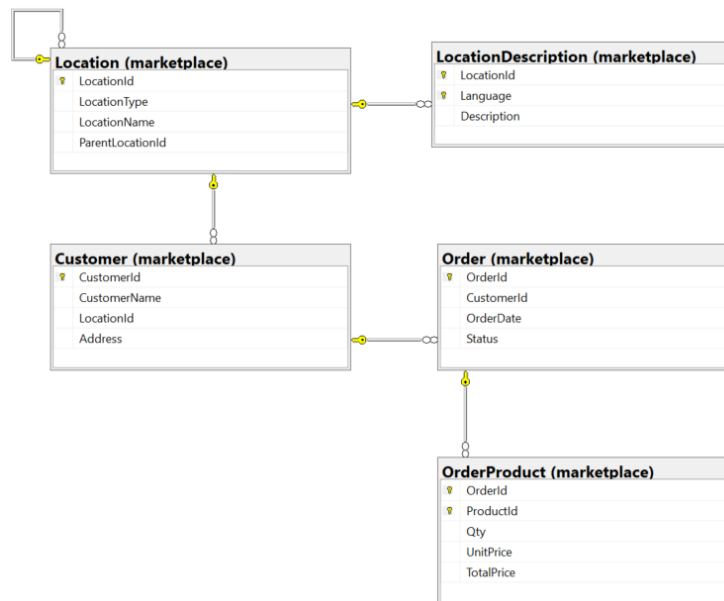 Location (marketplace)
LocationId
LocationType
LocationName
ParentLocationId
LocationDescription (marketplace)
LocationId
Language
Description
Customer (marketplace)
CustomerId
CustomerName
LocationId
Address
Order (marketplace)
OrderId
CustomerId
OrderDate
Status
OrderProduct (marketplace)
OrderId
ProductId
Qty
UnitPrice
TotalPrice